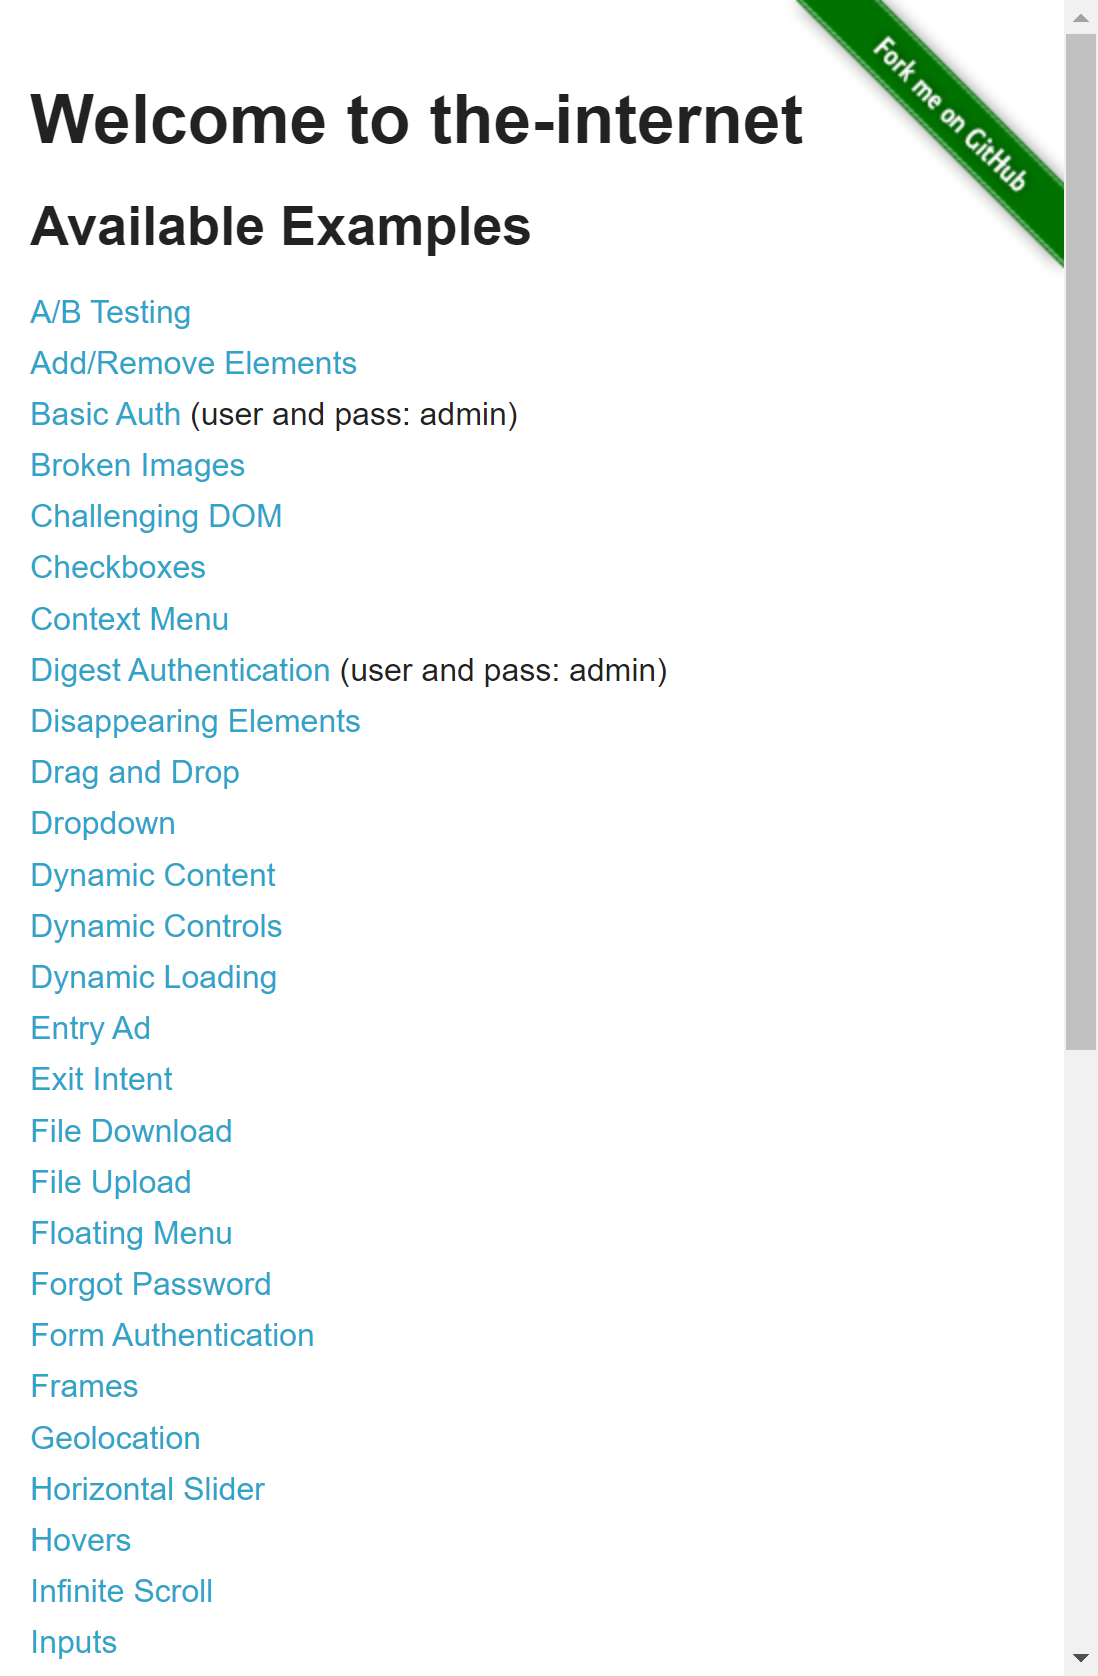 Fork me on GitHub
Welcome to the-internet
Available Examples
A/B Testing
Add/Remove Elements
Basic Auth (user and pass: admin)
Broken Images
Challenging DOM
Checkboxes
Context Menu
Digest Authentication (user and pass: admin)
Disappearing Elements
Drag and Drop
Dropdown
Dynamic Content
Dynamic Controls
Dynamic Loading
Entry Ad
Exit Intent
File Download
File Upload
Floating Menu
Forgot Password
Form Authentication
Frames
Geolocation
Horizontal Slider
Hovers
Infinite Scroll
Inputs